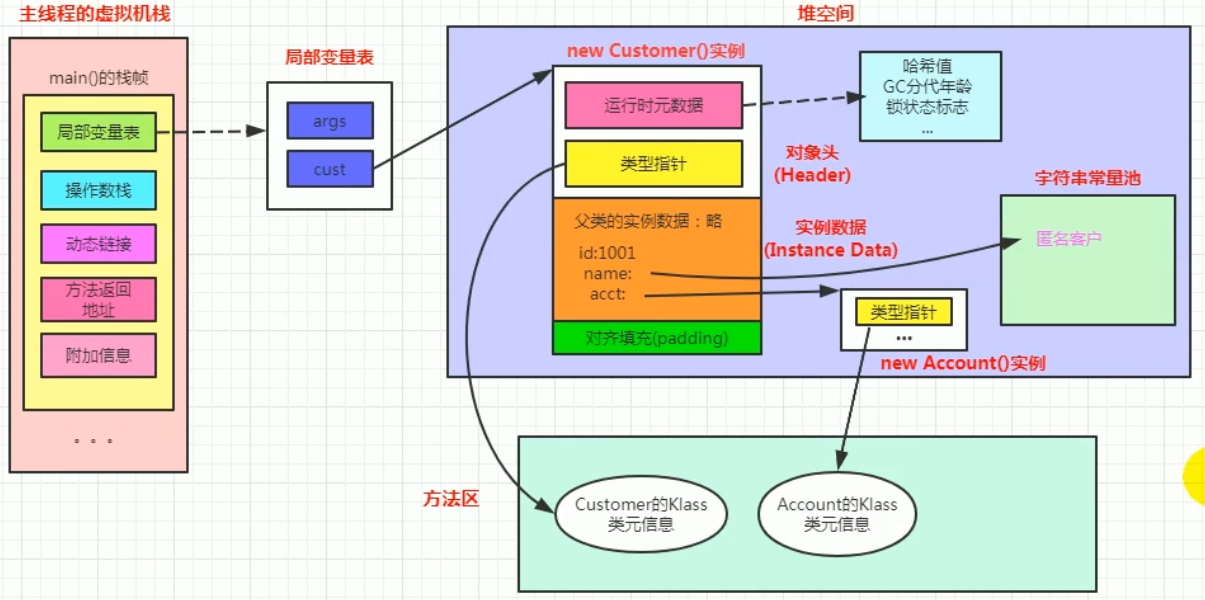 主线程的虚拟机栈
main()的栈帧
局部变量表
操作数栈
动态链接
方法返回
地址
附加信息
。。。
局部变量表
args
cust
堆空间
new Customer()实例
运行时元数据
类型指针
对象头
(Header)
哈希值
GC分代年龄
锁状态标志
...
父类的实例数据：略
id:1001
name:
acct:
实例数据
(Instance Data)
对齐填充(padding)
字符串常量池
匿名客户
类型指针
...
new Account()实例
方法区
Customer的Klass
类元信息
Account的Klass
类元信息